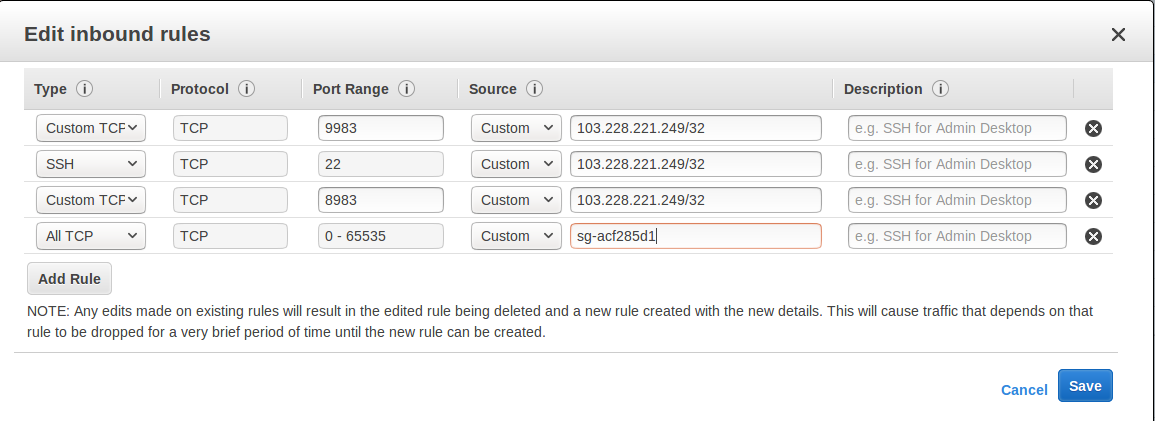 Edit inbound rules
Type Protocol Port Range Source Description
Custom TCP TCP 9983 Custom 103.228.221.249/32 e.g. SSH for Admin Desktop
SSH TCP 22 Custom 103.228.221.249/32 e.g. SSH for Admin Desktop
Custom TCP TCP 8983 Custom 103.228.221.249/32 e.g. SSH for Admin Desktop
All TCP TCP 0 - 65535 Custom sg-acf285d1 e.g. SSH for Admin Desktop
Add Rule
NOTE: Any edits made on existing rules will result in the edited rule being deleted and a new rule created with the new details. This will cause traffic that depends on that
rule to be dropped for a very brief period of time until the new rule can be created.
Cancel Save